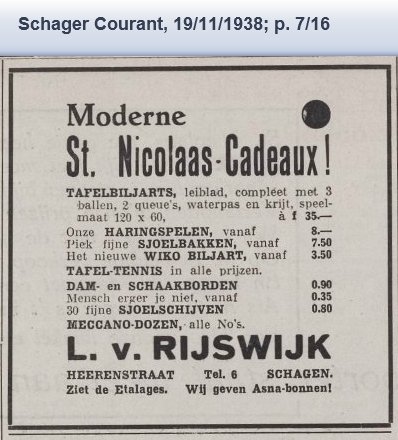 Schager Courant, 19/11/1938; p. 7/16
Moderne
St. Nicolaas-Cadeaux!
TAFELBILJARTS, leiblad, compleet met 3
ballen, 2 queue's, waterpas en krijt, speel-
maat 120 x 60, à f 35.—
Onze HARINGSPELEN, vanaf 8.—
Piek fijne SJOELBAKKEN, vanaf 7.50
Het nieuwe WIKO BILJART, vanaf 3.50
TAFEL-TENNIS in alle prijzen.
DAM- en SCHAAKBORDEN 0.90
Mensch erger je niet, vanaf 0.35
30 fijne SJOELSCHIJVEN 0.80
MECCANO-DOZEN, alle No's.
L. v. RIJSWIJK
HEERENSTRAAT Tel. 6 SCHAGEN.
Ziet de Etalages. Wij geven Asna-bonnen!